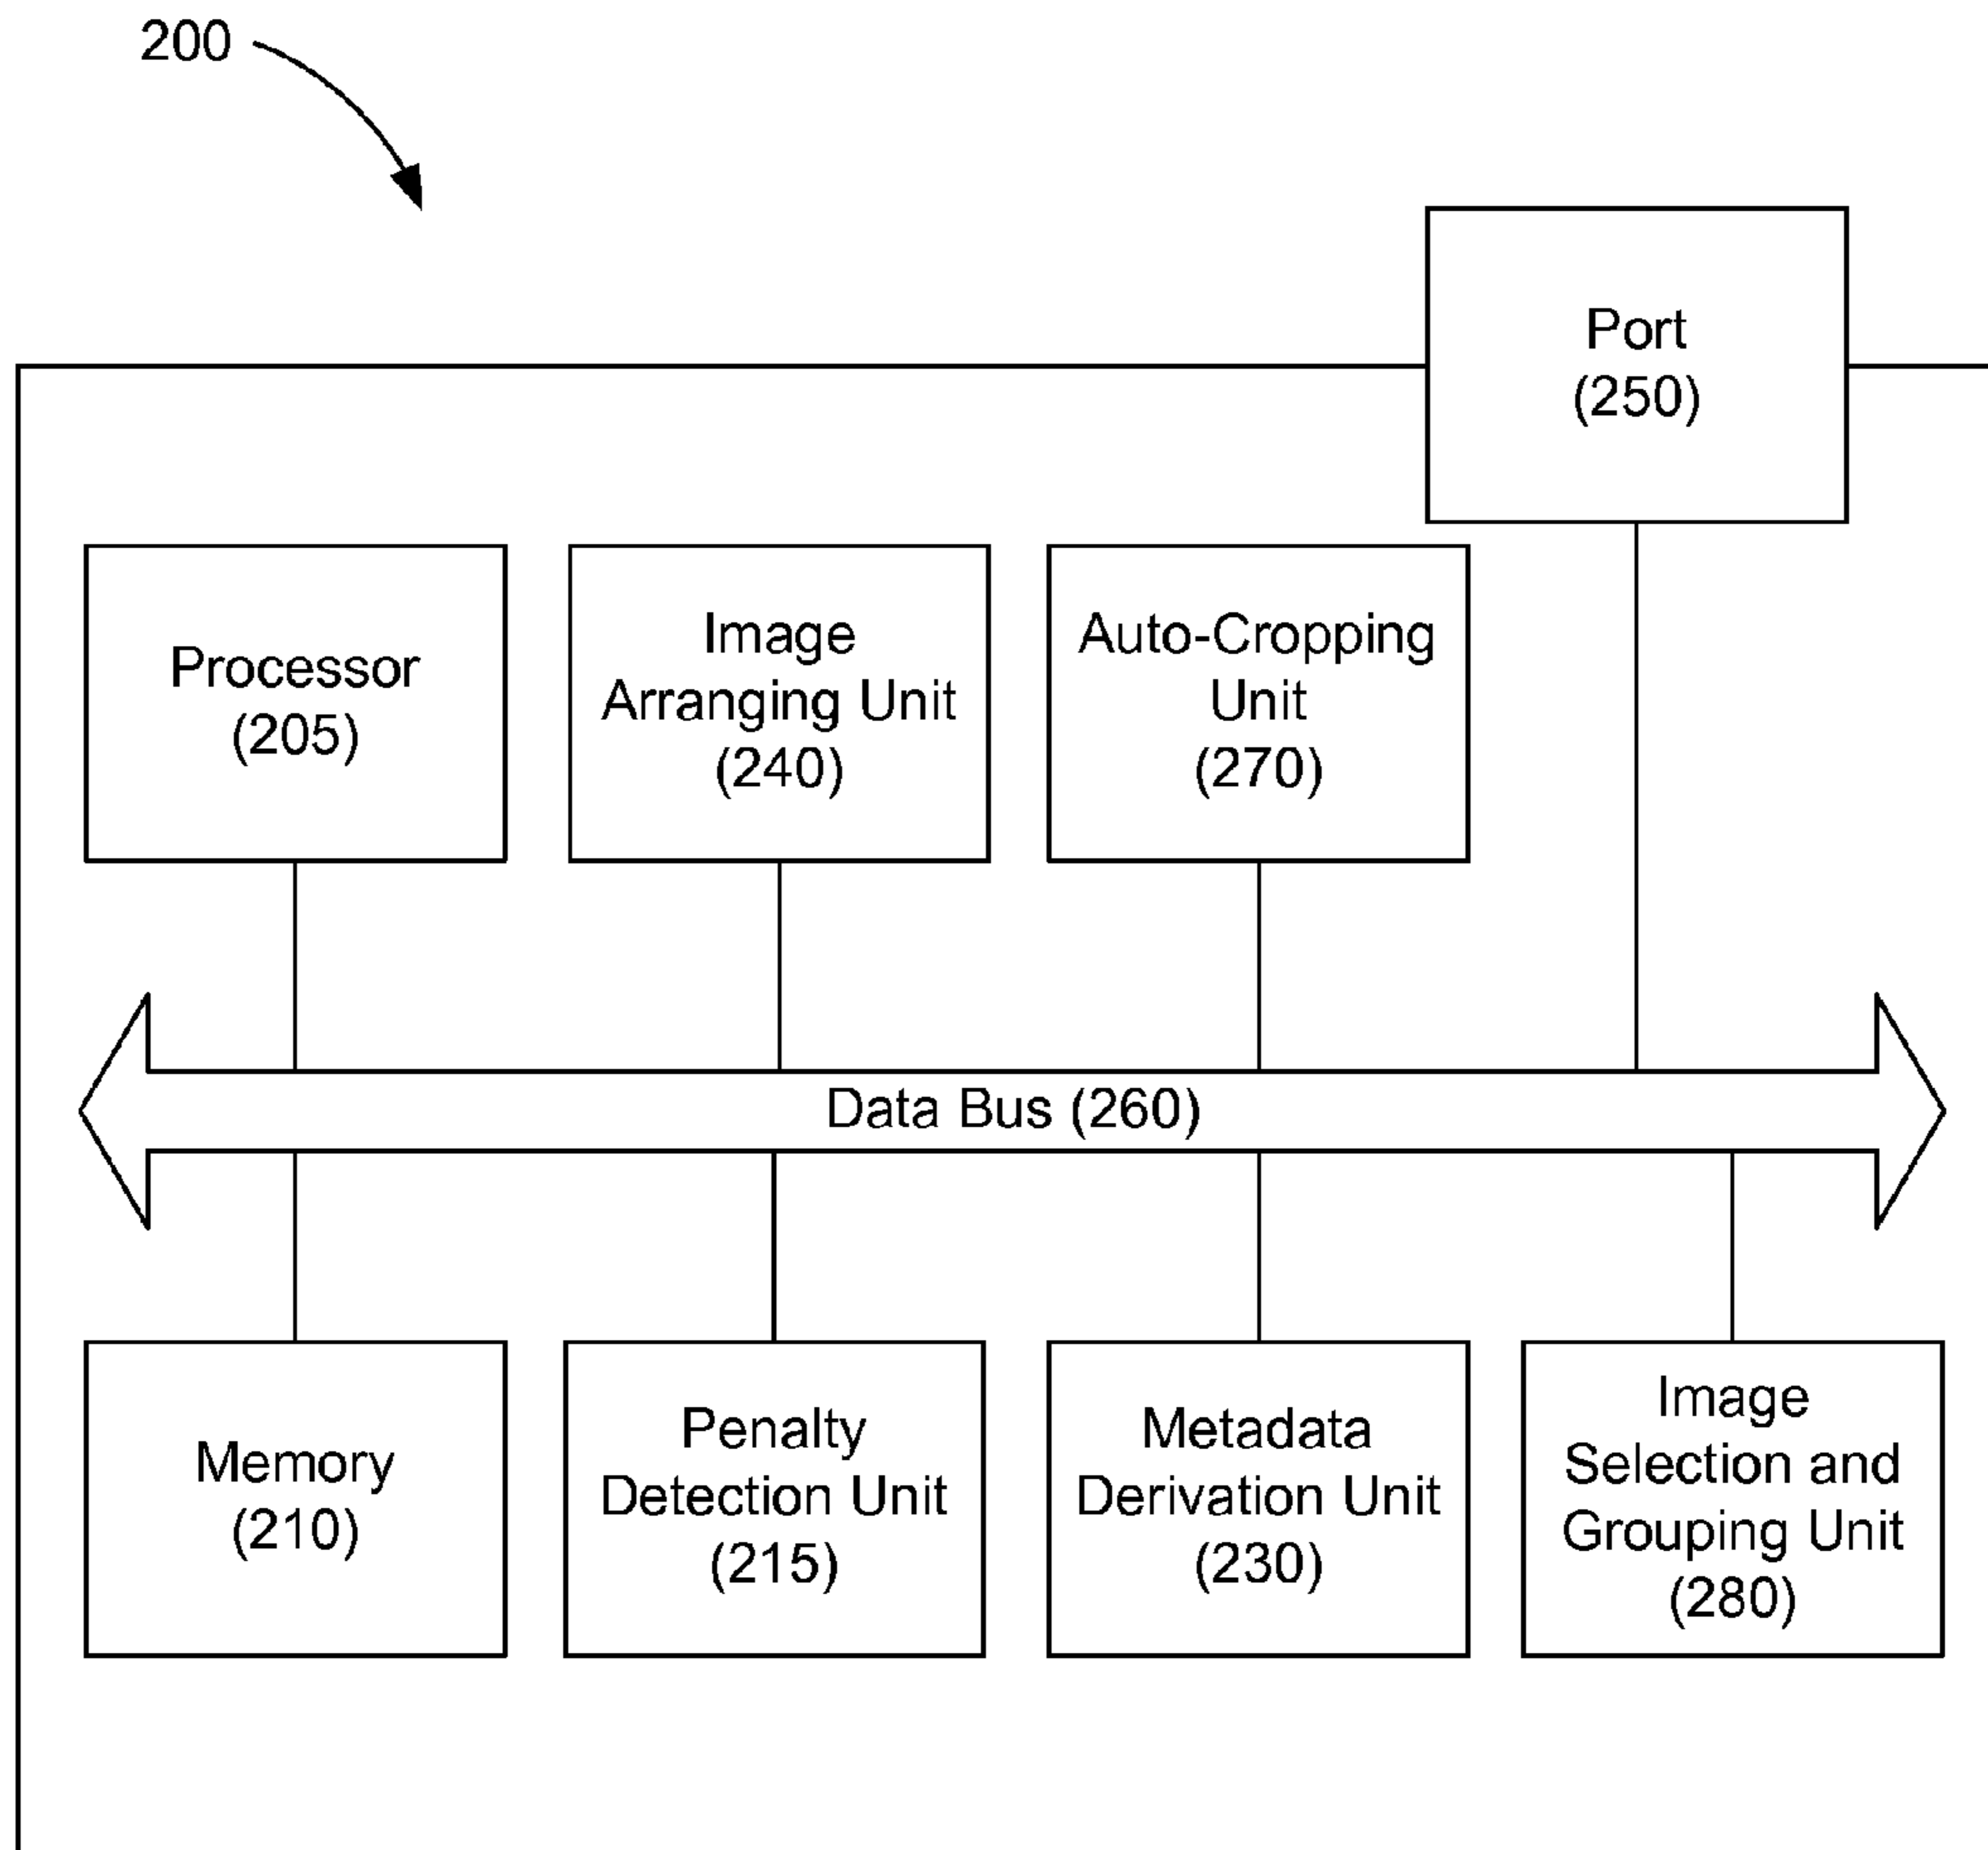 200
Port
(250)
Processor
(205)
Image
Arranging Unit
(240)
Auto-Cropping
Unit
(270)
Data Bus (260)
Memory
(210)
Penalty
Detection Unit
(215)
Metadata
Derivation Unit
(230)
Image
Selection and
Grouping Unit
(280)